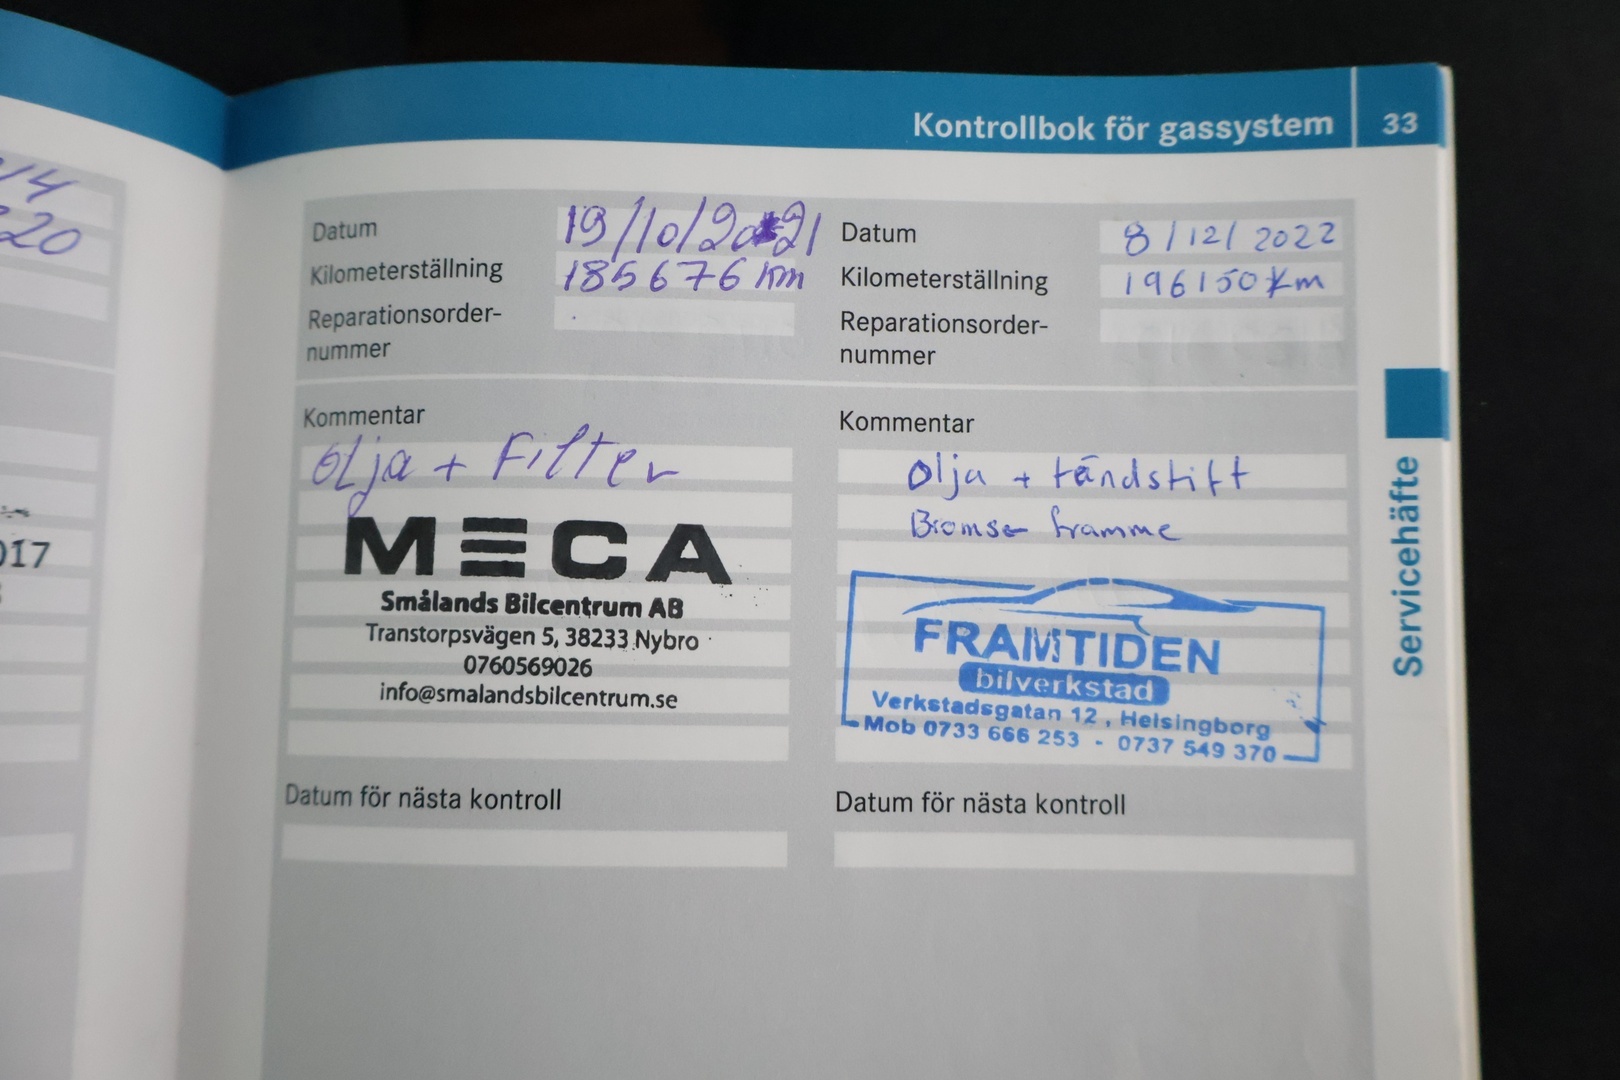 Kontrollbok för gassystem 33
14
220
017
Datum 19/10/2021
Kilometerställning 185676 km
Reparationsorder-
nummer
Kommentar
Olja + Filter
MECA
Smålands Bilcentrum AB
Transtorpsvägen 5, 38233 Nybro
0760569026
info@smalandsbilcentrum.se
Datum för nästa kontroll
Datum 8/12/2022
Kilometerställning 196150 km
Reparationsorder-
nummer
Kommentar
Olja + tändstift
Bromse framme
FRAMTIDEN
bilverkstad
Verkstadsgatan 12, Helsingborg
Mob 0733 666 253 - 0737 549 370
Datum för nästa kontroll
Servicehäfte